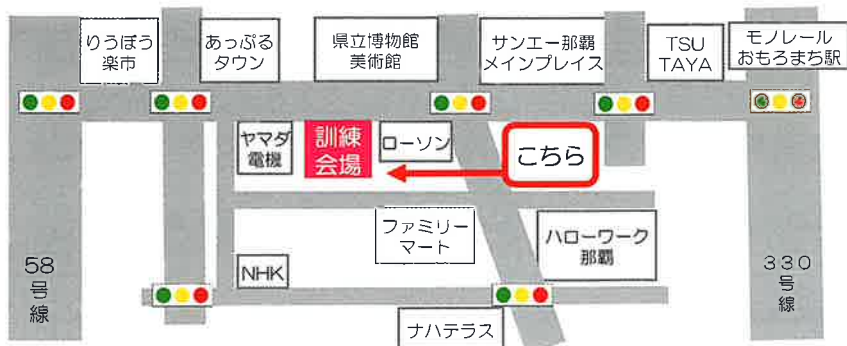 りうぼう
楽市
あっぷる
タウン
県立博物館
美術館
サンエー那覇
メインプレイス
TSU
TAYA
モノレール
おもろまち駅
ヤマダ
電機
訓練
会場
ローソン
こちら
ファミリー
マート
ハローワーク
那覇
NHK
58
号
線
330
号
線
ナハテラス